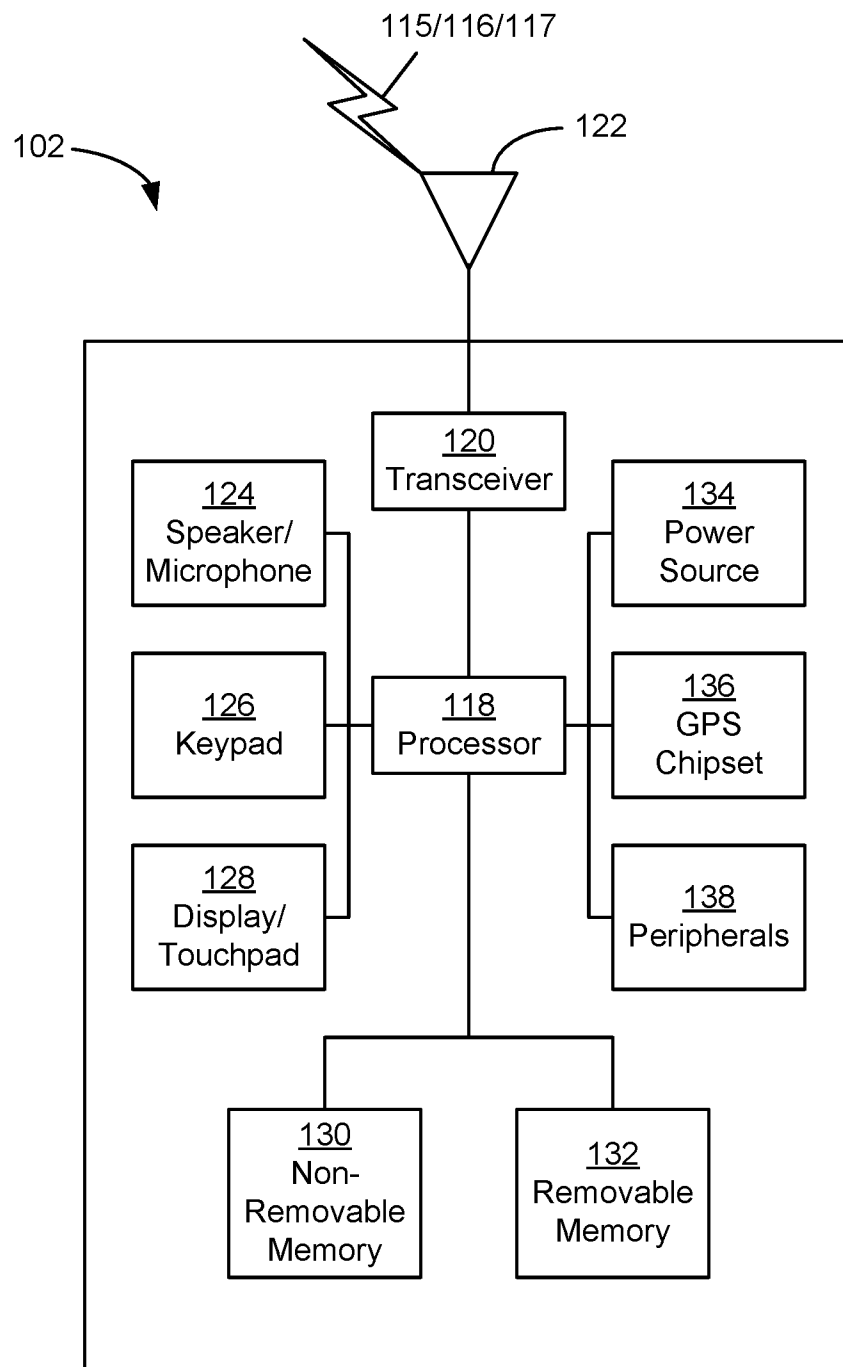 115/116/117
122
102
120
Transceiver
124
Speaker/
Microphone
134
Power
Source
126
Keypad
118
Processor
136
GPS
Chipset
128
Display/
Touchpad
138
Peripherals
130
Non-
Removable
Memory
132
Removable
Memory